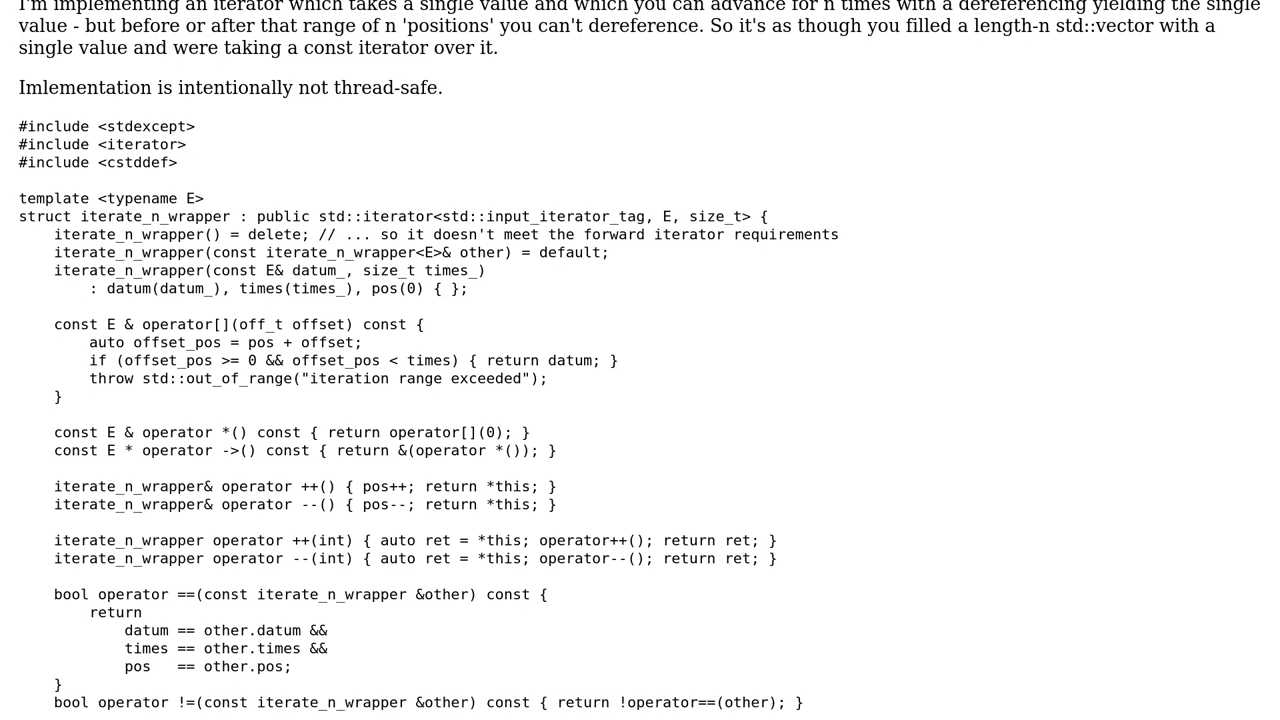 I'm implementing an iterator which takes a single value and which you can advance for n times with a dereferencing yielding the single
value - but before or after that range of n 'positions' you can't dereference. So it's as though you filled a length-n std::vector with a
single value and were taking a const iterator over it.
Imlementation is intentionally not thread-safe.
#include <stdexcept>
#include <iterator>
#include <cstddef>
template <typename E>
struct iterate_n_wrapper : public std::iterator<std::input_iterator_tag, E, size_t> {
    iterate_n_wrapper() = delete; // ... so it doesn't meet the forward iterator requirements
    iterate_n_wrapper(const iterate_n_wrapper<E>& other) = default;
    iterate_n_wrapper(const E& datum_, size_t times_)
        : datum(datum_), times(times_), pos(0) { };
    const E & operator[](off_t offset) const {
        auto offset_pos = pos + offset;
        if (offset_pos >= 0 && offset_pos < times) { return datum; }
        throw std::out_of_range("iteration range exceeded");
    }
    const E & operator *() const { return operator[](0); }
    const E * operator ->() const { return &(operator *()); }
    iterate_n_wrapper& operator ++() { pos++; return *this; }
    iterate_n_wrapper& operator --() { pos--; return *this; }
    iterate_n_wrapper operator ++(int) { auto ret = *this; operator++(); return ret; }
    iterate_n_wrapper operator --(int) { auto ret = *this; operator--(); return ret; }
    bool operator ==(const iterate_n_wrapper &other) const {
        return
            datum == other.datum &&
            times == other.times &&
            pos   == other.pos;
    }
    bool operator !=(const iterate_n_wrapper &other) const { return !operator==(other); }